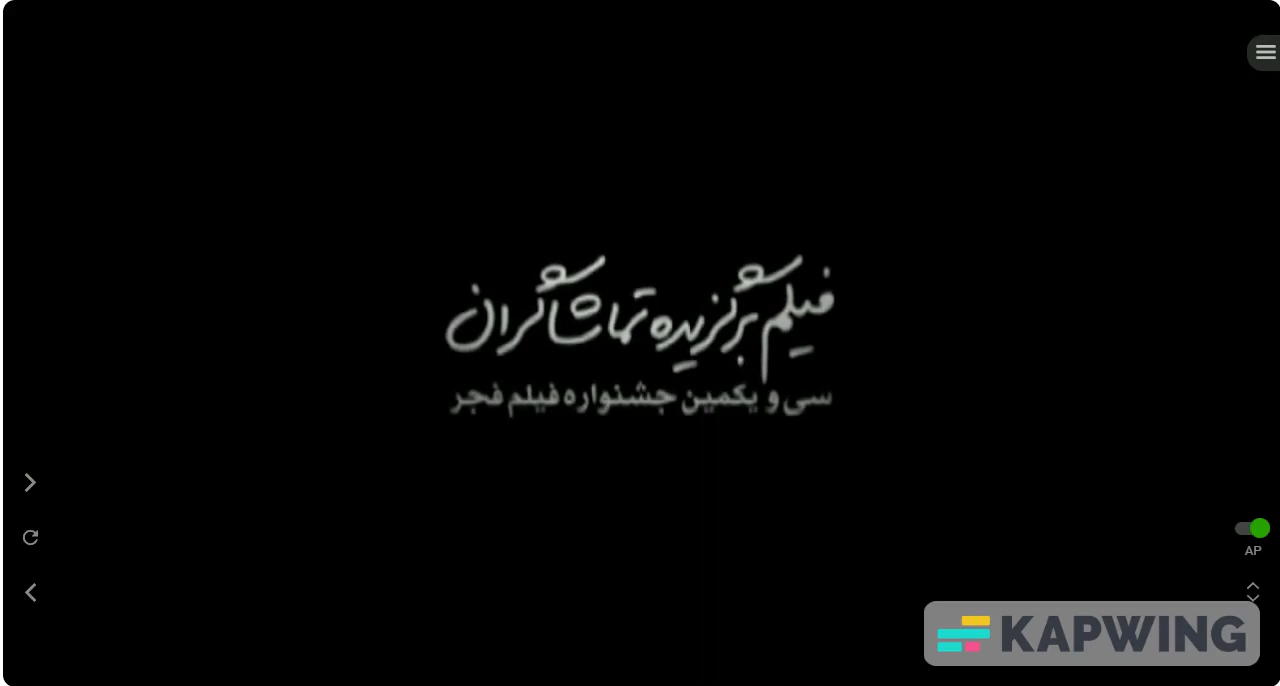 فیلم برگزیده تماشاگران
سی و یکمین جشنواره فیلم فجر
AP
KAPWING